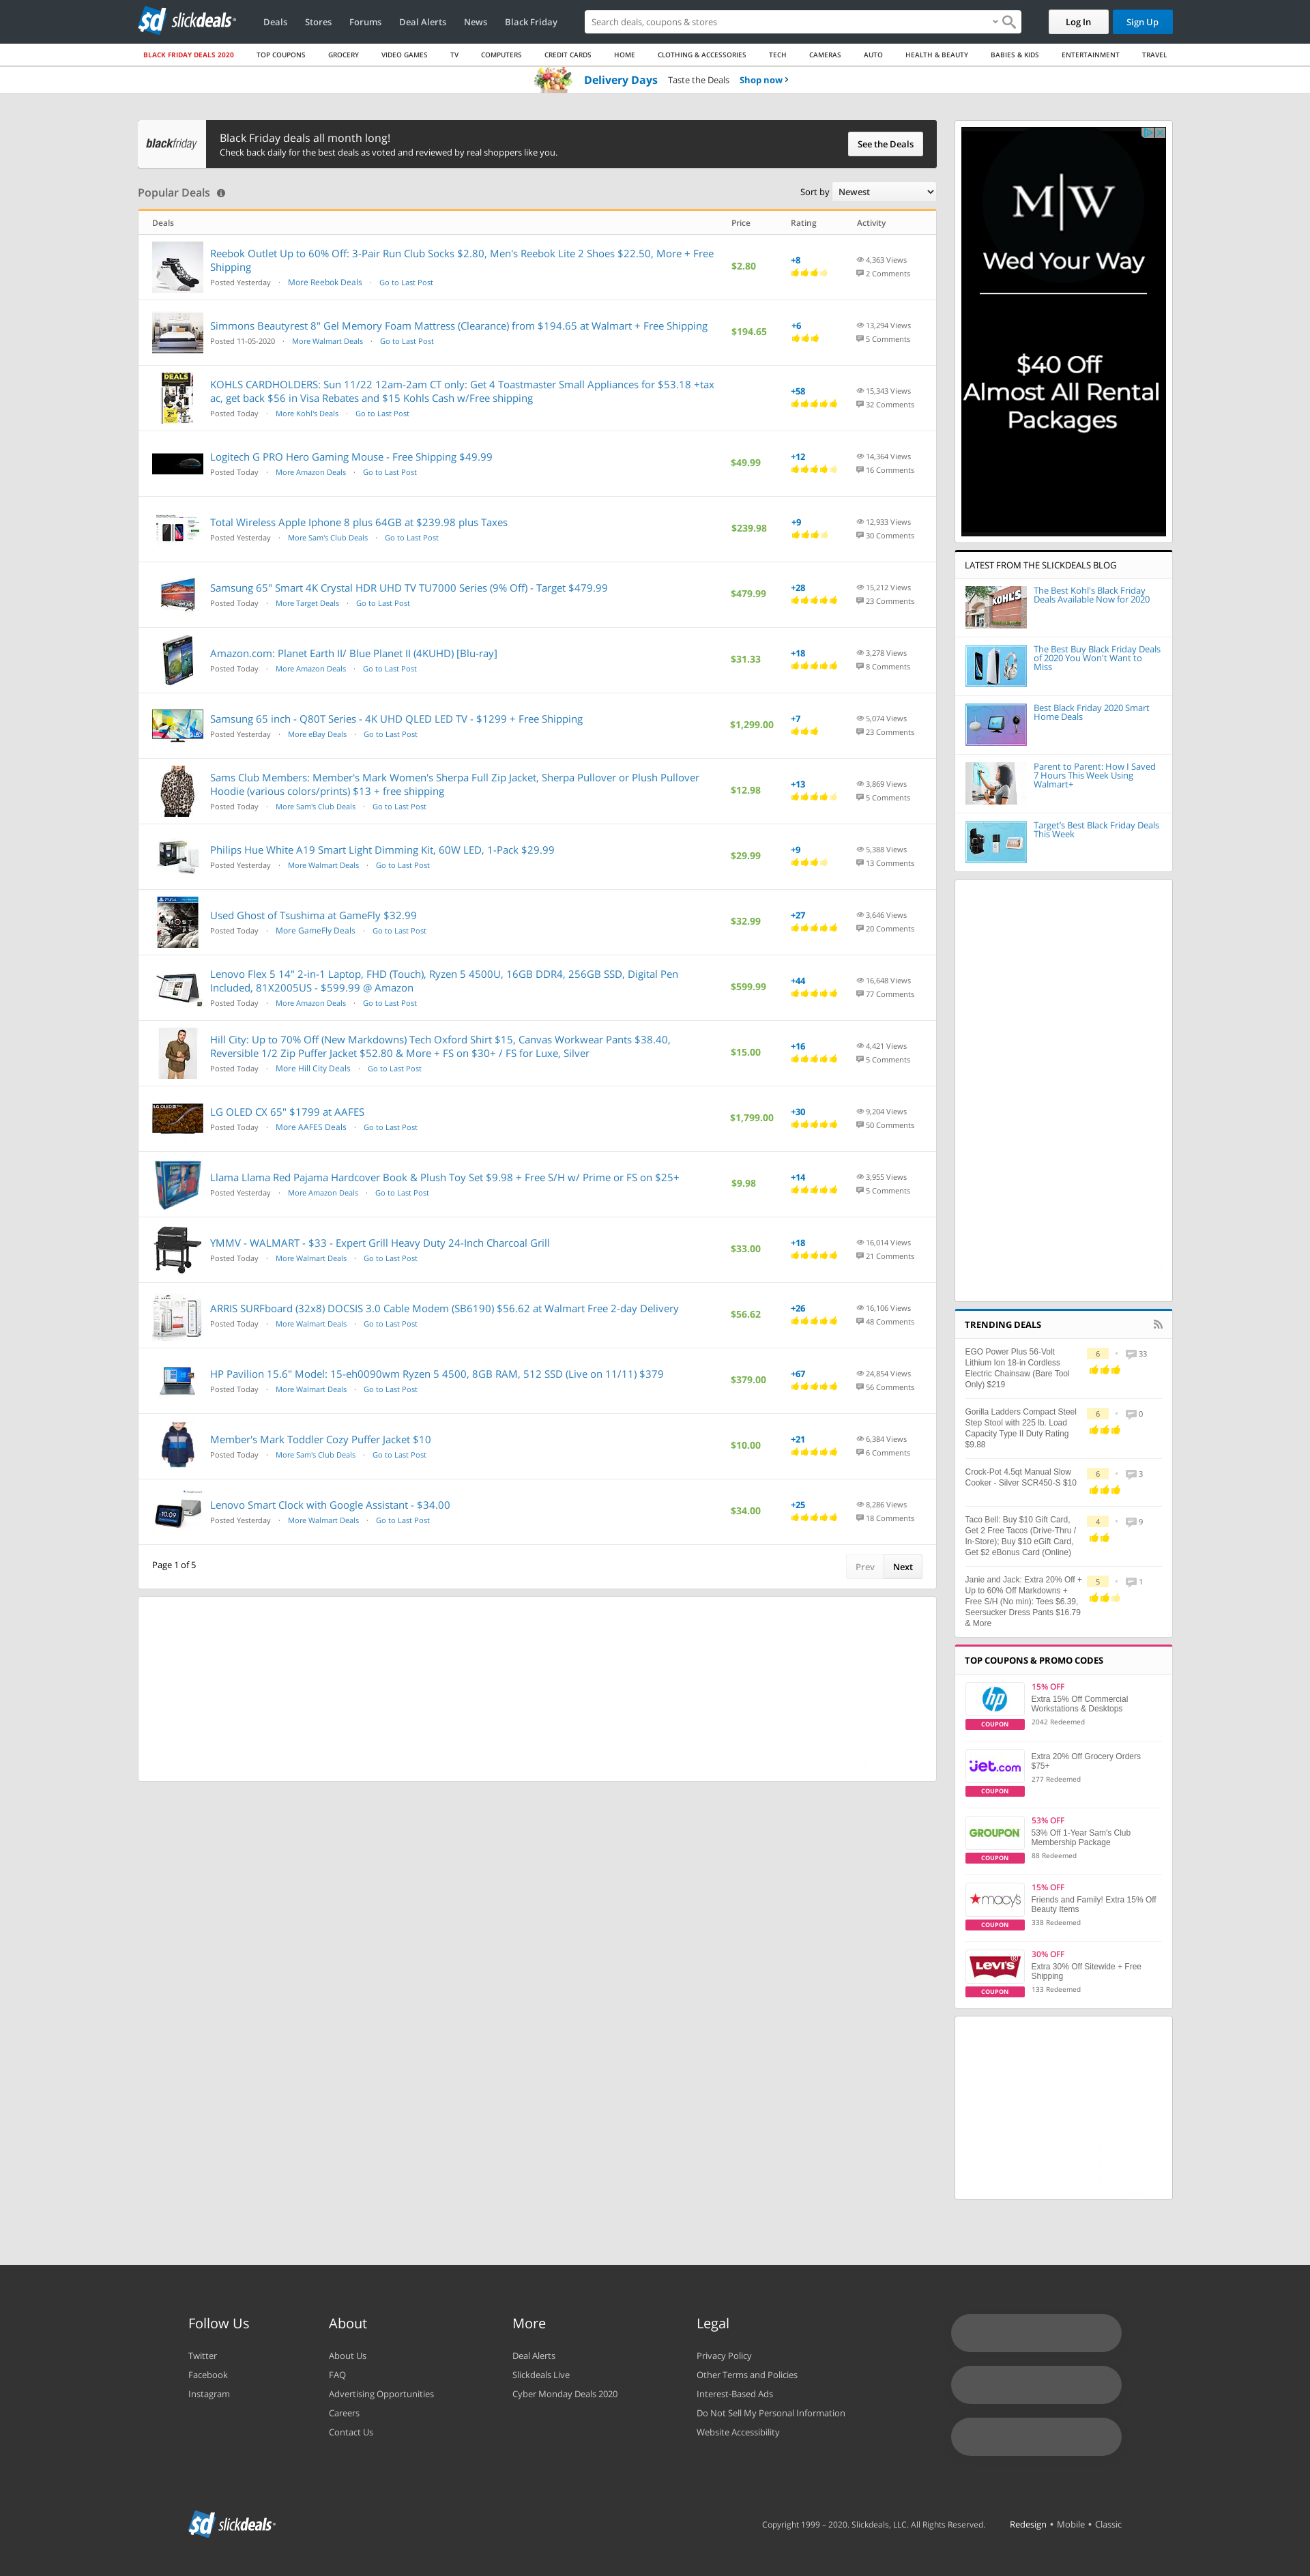 sd slickdeals
Deals
Stores
Forums
Deal Alerts
News
Black Friday
Search deals, coupons & stores
Log In
Sign Up
BLACK FRIDAY DEALS 2020
TOP COUPONS
GROCERY
VIDEO GAMES
TV
COMPUTERS
CREDIT CARDS
HOME
CLOTHING & ACCESSORIES
TECH
CAMERAS
AUTO
HEALTH & BEAUTY
BABIES & KIDS
ENTERTAINMENT
TRAVEL
Delivery Days Taste the Deals Shop now
blackfriday
Black Friday deals all month long!
Check back daily for the best deals as voted and reviewed by real shoppers like you.
See the Deals
Popular Deals
Sort by Newest
Deals Price Rating Activity
Reebok Outlet Up to 60% Off: 3-Pair Run Club Socks $2.80, Men's Reebok Lite 2 Shoes $22.50, More + Free
Shipping
Posted Yesterday · More Reebok Deals · Go to Last Post
$2.80
+8
4,363 Views
2 Comments
Simmons Beautyrest 8" Gel Memory Foam Mattress (Clearance) from $194.65 at Walmart + Free Shipping
Posted 11-05-2020 · More Walmart Deals · Go to Last Post
$194.65
+6
13,294 Views
5 Comments
DEALS
KOHLS CARDHOLDERS: Sun 11/22 12am-2am CT only: Get 4 Toastmaster Small Appliances for $53.18 +tax
ac, get back $56 in Visa Rebates and $15 Kohls Cash w/Free shipping
Posted Today · More Kohl's Deals · Go to Last Post
+58
15,343 Views
32 Comments
Logitech G PRO Hero Gaming Mouse - Free Shipping $49.99
Posted Today · More Amazon Deals · Go to Last Post
$49.99
+12
14,364 Views
16 Comments
Total Wireless Apple Iphone 8 plus 64GB at $239.98 plus Taxes
Posted Yesterday · More Sam's Club Deals · Go to Last Post
$239.98
+9
12,933 Views
30 Comments
Samsung 65" Smart 4K Crystal HDR UHD TV TU7000 Series (9% Off) - Target $479.99
Posted Today · More Target Deals · Go to Last Post
$479.99
+28
15,212 Views
23 Comments
Amazon.com: Planet Earth II/ Blue Planet II (4KUHD) [Blu-ray]
Posted Today · More Amazon Deals · Go to Last Post
$31.33
+18
3,278 Views
8 Comments
Samsung 65 inch - Q80T Series - 4K UHD QLED LED TV - $1299 + Free Shipping
Posted Yesterday · More eBay Deals · Go to Last Post
$1,299.00
+7
5,074 Views
23 Comments
Sams Club Members: Member's Mark Women's Sherpa Full Zip Jacket, Sherpa Pullover or Plush Pullover
Hoodie (various colors/prints) $13 + free shipping
Posted Today · More Sam's Club Deals · Go to Last Post
$12.98
+13
3,869 Views
5 Comments
Philips Hue White A19 Smart Light Dimming Kit, 60W LED, 1-Pack $29.99
Posted Yesterday · More Walmart Deals · Go to Last Post
$29.99
+9
5,388 Views
13 Comments
PS4
Used Ghost of Tsushima at GameFly $32.99
Posted Today · More GameFly Deals · Go to Last Post
$32.99
+27
3,646 Views
20 Comments
Lenovo Flex 5 14" 2-in-1 Laptop, FHD (Touch), Ryzen 5 4500U, 16GB DDR4, 256GB SSD, Digital Pen
Included, 81X2005US - $599.99 @ Amazon
Posted Today · More Amazon Deals · Go to Last Post
$599.99
+44
16,648 Views
77 Comments
Hill City: Up to 70% Off (New Markdowns) Tech Oxford Shirt $15, Canvas Workwear Pants $38.40,
Reversible 1/2 Zip Puffer Jacket $52.80 & More + FS on $30+ / FS for Luxe, Silver
Posted Today · More Hill City Deals · Go to Last Post
$15.00
+16
4,421 Views
5 Comments
LG OLED
LG OLED CX 65" $1799 at AAFES
Posted Today · More AAFES Deals · Go to Last Post
$1,799.00
+30
9,204 Views
50 Comments
Llama Llama Red Pajama Hardcover Book & Plush Toy Set $9.98 + Free S/H w/ Prime or FS on $25+
Posted Yesterday · More Amazon Deals · Go to Last Post
$9.98
+14
3,955 Views
5 Comments
YMMV - WALMART - $33 - Expert Grill Heavy Duty 24-Inch Charcoal Grill
Posted Today · More Walmart Deals · Go to Last Post
$33.00
+18
16,014 Views
21 Comments
ARRIS SURFboard (32x8) DOCSIS 3.0 Cable Modem (SB6190) $56.62 at Walmart Free 2-day Delivery
Posted Today · More Walmart Deals · Go to Last Post
$56.62
+26
16,106 Views
48 Comments
HP Pavilion 15.6" Model: 15-eh0090wm Ryzen 5 4500, 8GB RAM, 512 SSD (Live on 11/11) $379
Posted Today · More Walmart Deals · Go to Last Post
$379.00
+67
24,854 Views
56 Comments
Member's Mark Toddler Cozy Puffer Jacket $10
Posted Today · More Sam's Club Deals · Go to Last Post
$10.00
+21
6,384 Views
6 Comments
10:09
Lenovo Smart Clock with Google Assistant - $34.00
Posted Yesterday · More Walmart Deals · Go to Last Post
$34.00
+25
8,286 Views
18 Comments
Page 1 of 5
Prev
Next
M|W
Wed Your Way
$40 Off
Almost All Rental
Packages
LATEST FROM THE SLICKDEALS BLOG
KOHL'S
The Best Kohl's Black Friday
Deals Available Now for 2020
The Best Buy Black Friday Deals
of 2020 You Won't Want to
Miss
Best Black Friday 2020 Smart
Home Deals
Parent to Parent: How I Saved
7 Hours This Week Using
Walmart+
Target's Best Black Friday Deals
This Week
TRENDING DEALS
EGO Power Plus 56-Volt
Lithium Ion 18-in Cordless
Electric Chainsaw (Bare Tool
Only) $219
6 · 33
Gorilla Ladders Compact Steel
Step Stool with 225 lb. Load
Capacity Type II Duty Rating
$9.88
6 · 0
Crock-Pot 4.5qt Manual Slow
Cooker - Silver SCR450-S $10
6 · 3
Taco Bell: Buy $10 Gift Card,
Get 2 Free Tacos (Drive-Thru /
In-Store); Buy $10 eGift Card,
Get $2 eBonus Card (Online)
4 · 9
Janie and Jack: Extra 20% Off +
Up to 60% Off Markdowns +
Free S/H (No min): Tees $6.39,
Seersucker Dress Pants $16.79
& More
5 · 1
TOP COUPONS & PROMO CODES
hp
COUPON
15% OFF
Extra 15% Off Commercial
Workstations & Desktops
2042 Redeemed
jet.com
COUPON
Extra 20% Off Grocery Orders
$75+
277 Redeemed
GROUPON
COUPON
53% OFF
53% Off 1-Year Sam's Club
Membership Package
88 Redeemed
macy's
COUPON
15% OFF
Friends and Family! Extra 15% Off
Beauty Items
338 Redeemed
LEVI'S
COUPON
30% OFF
Extra 30% Off Sitewide + Free
Shipping
133 Redeemed
Follow Us
Twitter
Facebook
Instagram
About
About Us
FAQ
Advertising Opportunities
Careers
Contact Us
More
Deal Alerts
Slickdeals Live
Cyber Monday Deals 2020
Legal
Privacy Policy
Other Terms and Policies
Interest-Based Ads
Do Not Sell My Personal Information
Website Accessibility
sd slickdeals
Copyright 1999 – 2020. Slickdeals, LLC. All Rights Reserved.
Redesign • Mobile • Classic